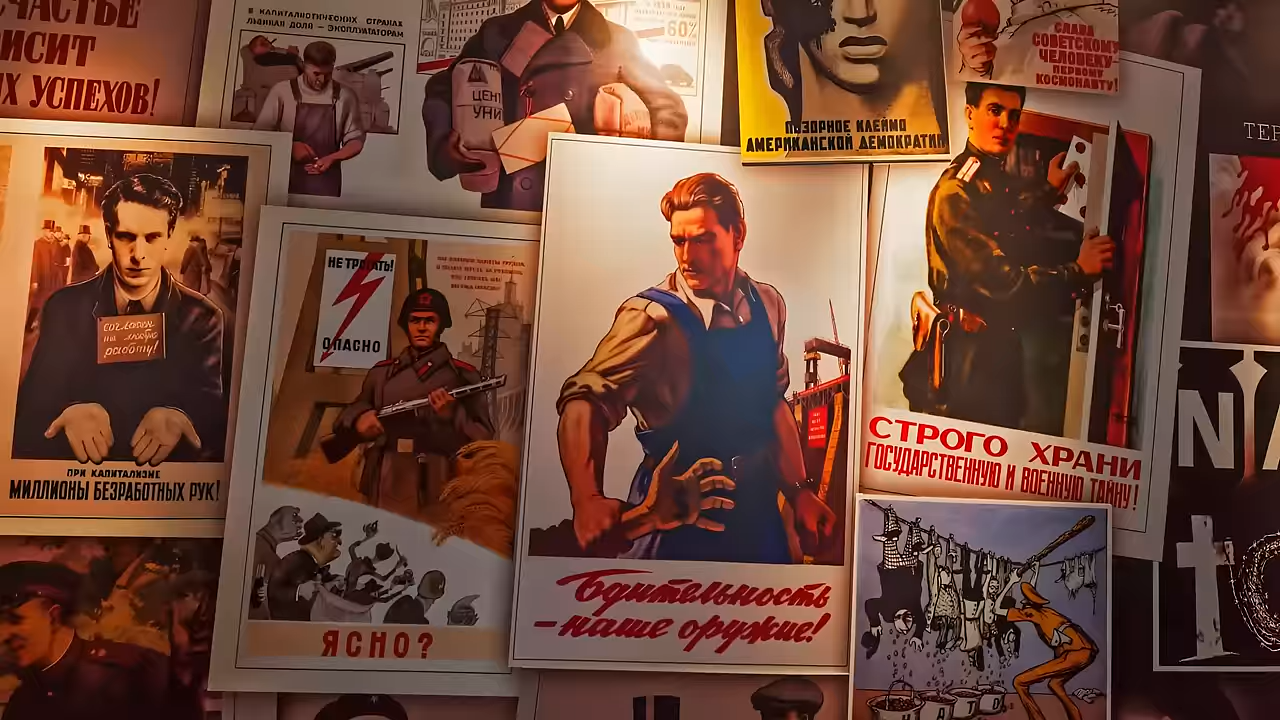 СЧАСТЬЕ
УСПЕХОВ!
В КАПИТАЛИСТИЧЕСКИХ СТРАНАХ
ЛЬВИНАЯ ДОЛЯ – ЭКСПЛУАТАТОРАМ
60%
ЦЕНТ
УНИ
ПОЗОРНОЕ КЛЕЙМО
АМЕРИКАНСКОЙ ДЕМОКРАТИИ
СЛАВА
СОВЕТСКОМУ
ЧЕЛОВЕКУ–
ПЕРВОМУ
КОСМОНАВТУ!
согласен
на любую
работу!
ПРИ КАПИТАЛИЗМЕ
МИЛЛИОНЫ БЕЗРАБОТНЫХ РУК!
НЕ ТРОГАТЬ!
ОПАСНО
ЯСНО?
Бдительность
– наше оружие!
СТРОГО ХРАНИ
ГОСУДАРСТВЕННУЮ И ВОЕННУЮ ТАЙНУ!
НАТО